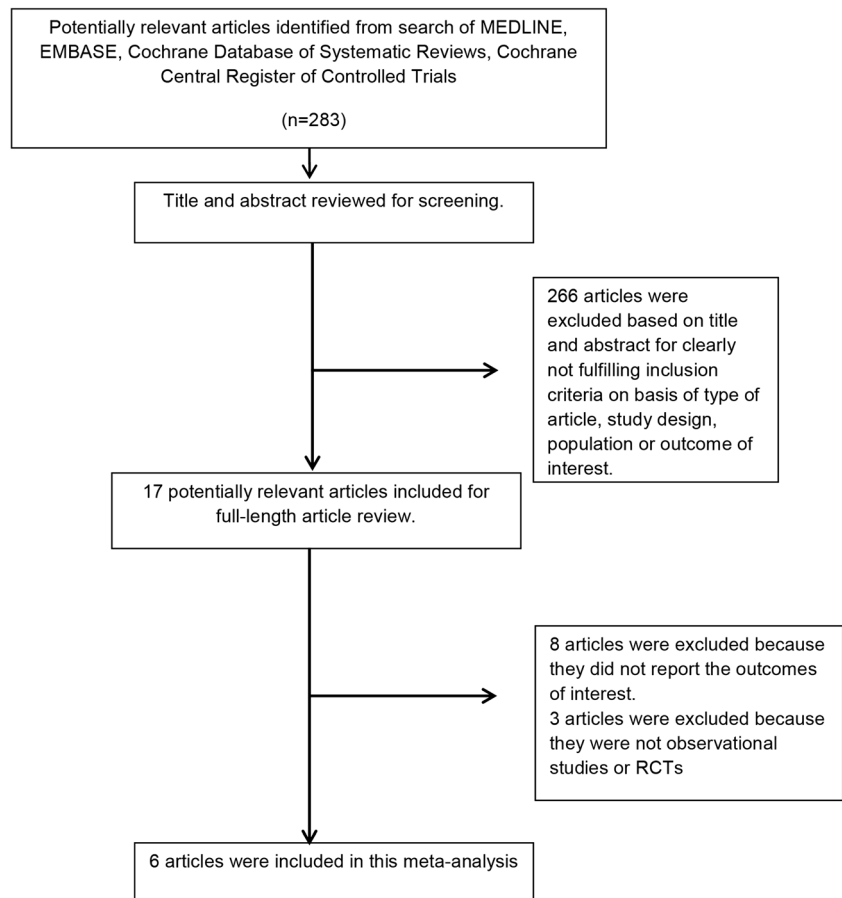 Potentially relevant articles identified from search of MEDLINE,
EMBASE, Cochrane Database of Systematic Reviews, Cochrane
Central Register of Controlled Trials
(n=283)
Title and abstract reviewed for screening.
266 articles were
excluded based on title
and abstract for clearly
not fulfilling inclusion
criteria on basis of type of
article, study design,
population or outcome of
interest.
17 potentially relevant articles included for
full-length article review.
8 articles were excluded because
they did not report the outcomes
of interest.
3 articles were excluded because
they were not observational
studies or RCTs
6 articles were included in this meta-analysis